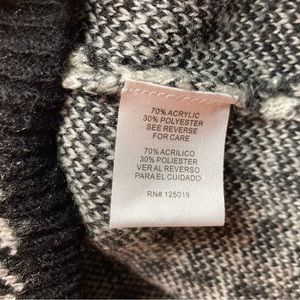 70% ACRYLIC
30% POLYESTER
SEE REVERSE
FOR CARE
70% ACRILICO
30% POLIESTER
VER AL REVERSO
PARA EL CUIDADO
RN# 125019